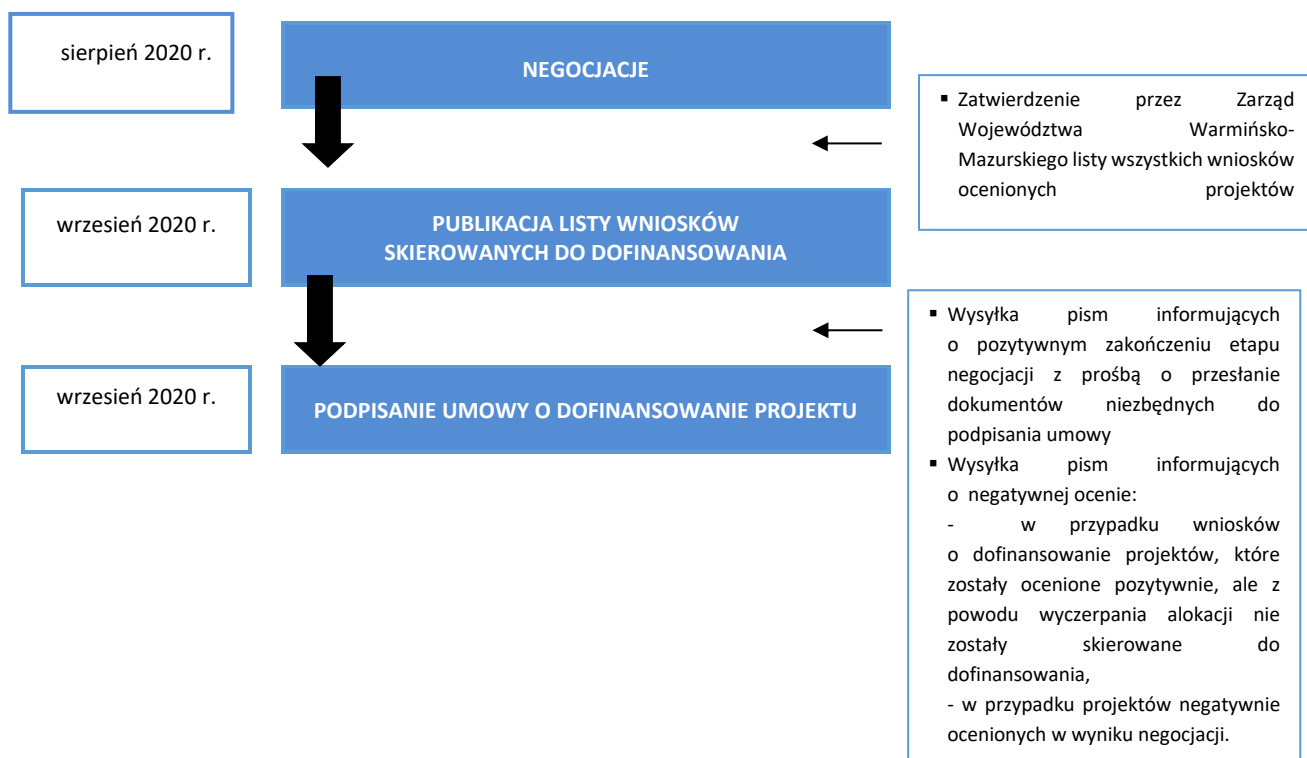 sierpień 2020 r.
NEGOCJACJE
▪ Zatwierdzenie przez Zarząd
Województwa Warmińsko-
Mazurskiego listy wszystkich wniosków
ocenionych projektów
wrzesień 2020 r.
PUBLIKACJA LISTY WNIOSKÓW
SKIEROWANYCH DO DOFINANSOWANIA
▪ Wysyłka pism informujących
o pozytywnym zakończeniu etapu
negocjacji z prośbą o przesłanie
dokumentów niezbędnych do
podpisania umowy
▪ Wysyłka pism informujących
o negatywnej ocenie:
- w przypadku wniosków
o dofinansowanie projektów, które
zostały ocenione pozytywnie, ale z
powodu wyczerpania alokacji nie
zostały skierowane do
dofinansowania,
- w przypadku projektów negatywnie
ocenionych w wyniku negocjacji.
wrzesień 2020 r.
PODPISANIE UMOWY O DOFINANSOWANIE PROJEKTU